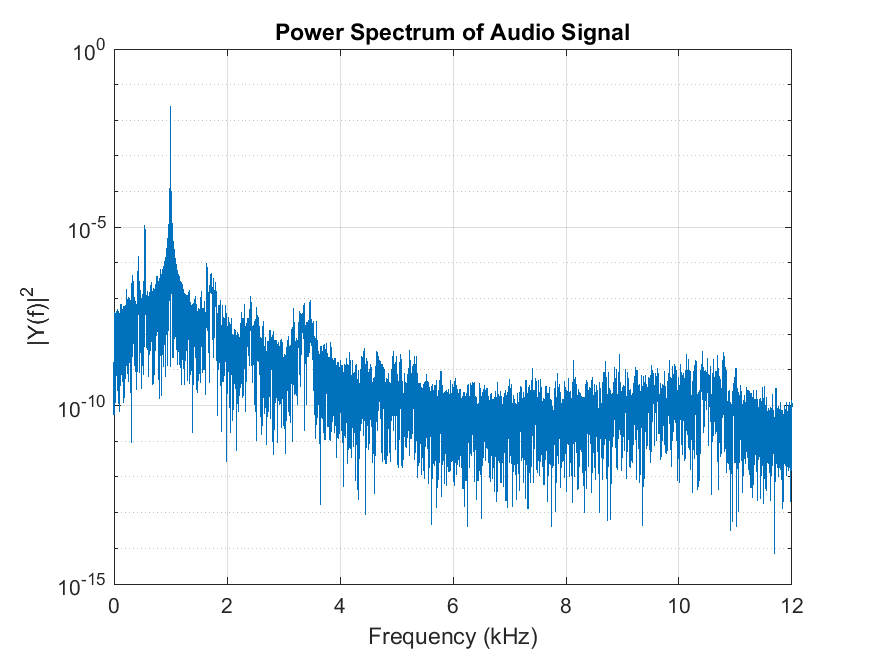 Power Spectrum of Audio Signal
10^0
10^-5
10^-10
10^-15
|Y(f)|^2
0 2 4 6 8 10 12
Frequency (kHz)